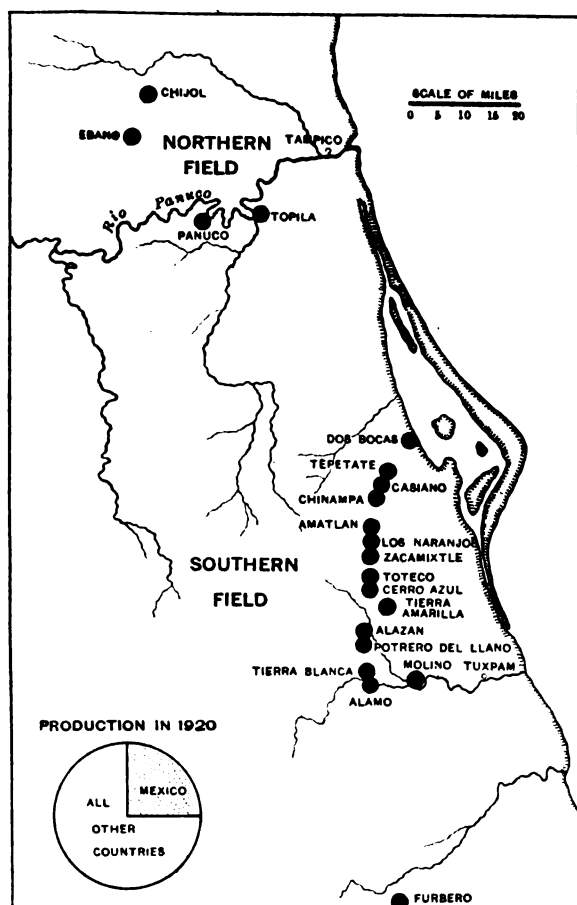 CHIJOL
SCALE OF MILES
0 5 10 15 20
EBANO
NORTHERN
FIELD
TAMPICO
Rio Panuco
TOPILA
PANUCO
DOS BOCAS
TEPETATE
CASIANO
CHINAMPA
AMATLAN
LOS NARANJOS
ZACAMIXTLE
SOUTHERN
FIELD
TOTECO
CERRO AZUL
TIERRA
AMARILLA
ALAZAN
POTRERO DEL LLANO
TIERRA BLANCA
MOLINO
TUXPAM
ALAMO
PRODUCTION IN 1920
MEXICO
ALL
OTHER
COUNTRIES
FURBERO